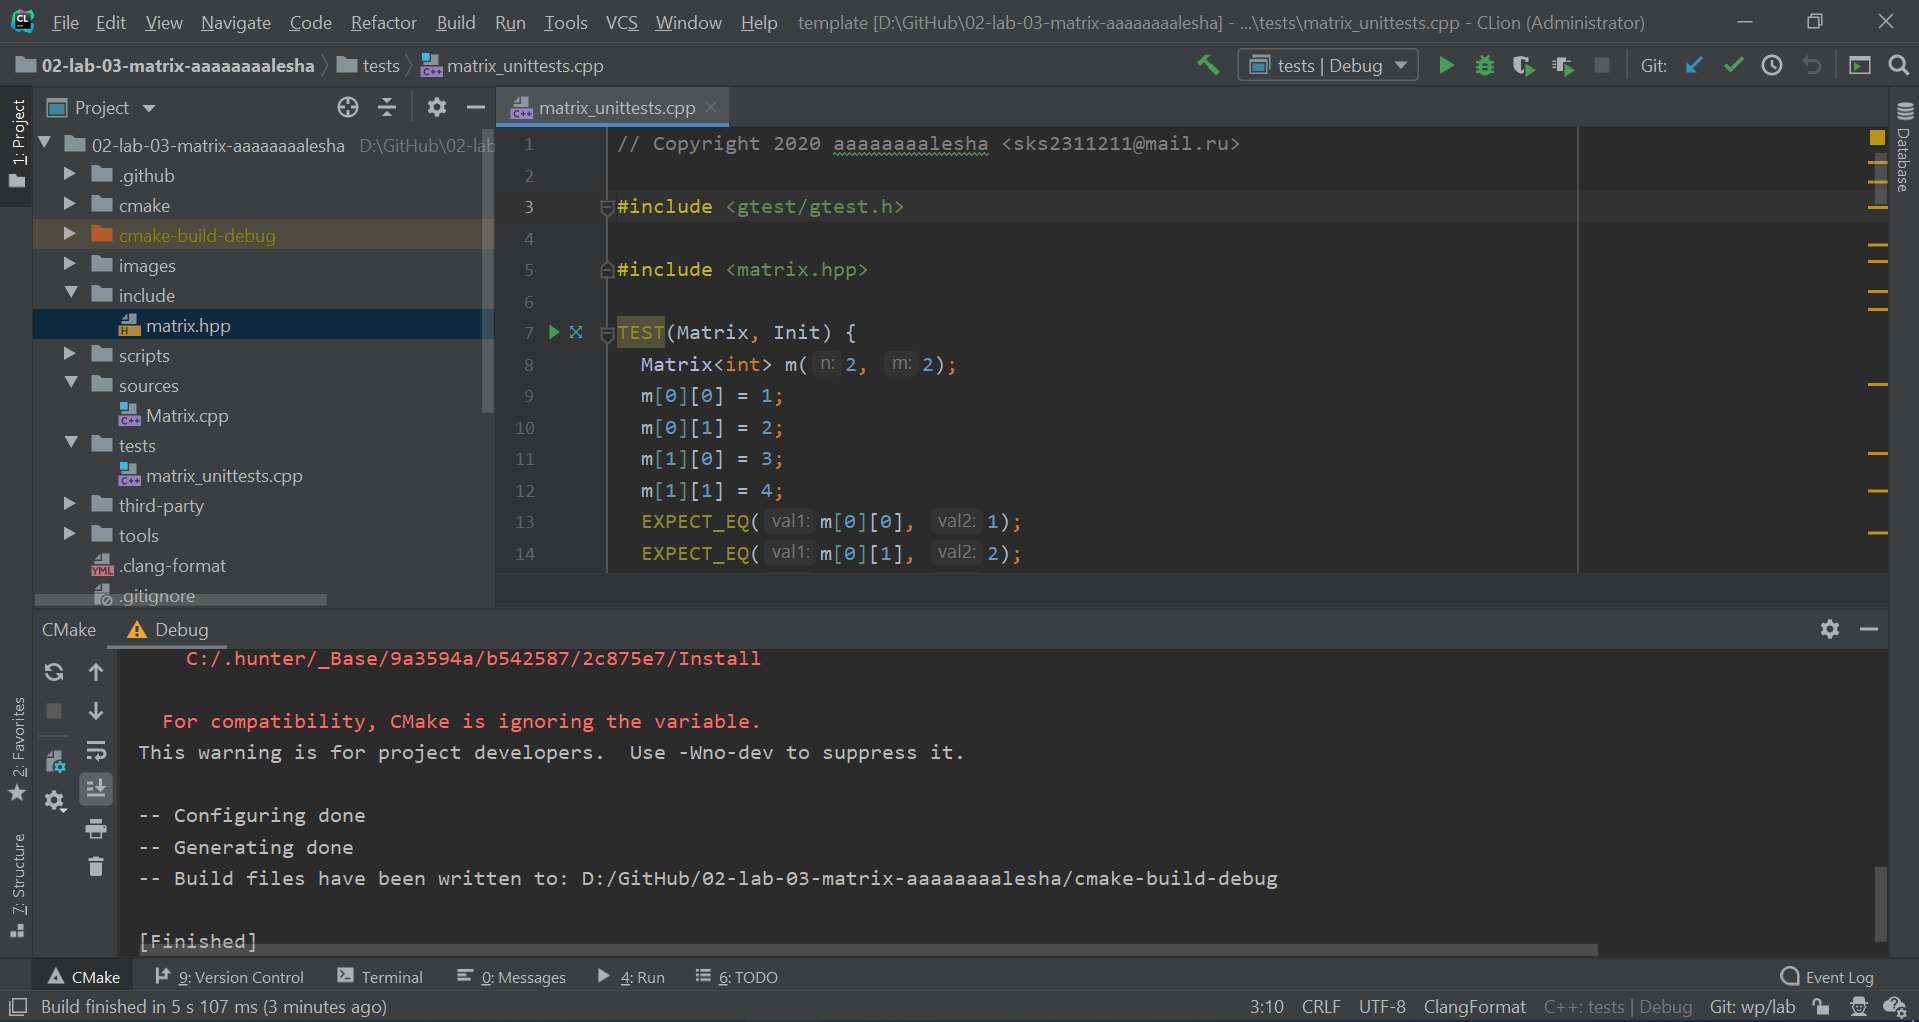 CL File Edit View Navigate Code Refactor Build Run Tools VCS Window Help template [D:\GitHub\02-lab-03-matrix-aaaaaaaalesha] - ...\tests\matrix_unittests.cpp - CLion (Administrator)
02-lab-03-matrix-aaaaaaaalesha tests matrix_unittests.cpp tests | Debug Git:
1: Project
Project
02-lab-03-matrix-aaaaaaaalesha D:\GitHub\02-lab
.github
cmake
cmake-build-debug
images
include
matrix.hpp
scripts
sources
Matrix.cpp
tests
matrix_unittests.cpp
third-party
tools
.clang-format
.gitignore
matrix_unittests.cpp
1 // Copyright 2020 aaaaaaaalesha <sks2311211@mail.ru>
2
3 #include <gtest/gtest.h>
4
5 #include <matrix.hpp>
6
7 TEST(Matrix, Init) {
8 Matrix<int> m( n: 2, m: 2);
9 m[0][0] = 1;
10 m[0][1] = 2;
11 m[1][0] = 3;
12 m[1][1] = 4;
13 EXPECT_EQ( val1: m[0][0], val2: 1);
14 EXPECT_EQ( val1: m[0][1], val2: 2);
Database
CMake Debug
C:/.hunter/_Base/9a3594a/b542587/2c875e7/Install
For compatibility, CMake is ignoring the variable.
This warning is for project developers.  Use -Wno-dev to suppress it.
-- Configuring done
-- Generating done
-- Build files have been written to: D:/GitHub/02-lab-03-matrix-aaaaaaaalesha/cmake-build-debug
[Finished]
2: Favorites
7: Structure
CMake 9: Version Control Terminal 0: Messages 4: Run 6: TODO Event Log
Build finished in 5 s 107 ms (3 minutes ago) 3:10 CRLF UTF-8 ClangFormat C++: tests | Debug Git: wp/lab